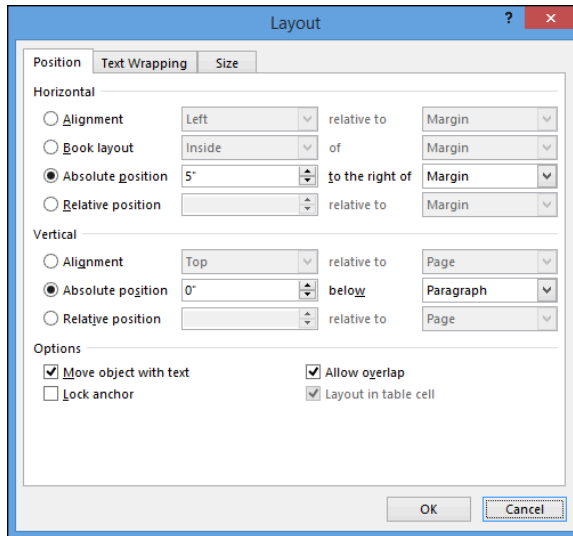 Layout ?
Position Text Wrapping Size
Horizontal
Alignment Left relative to Margin
Book layout Inside of Margin
Absolute position 5" to the right of Margin
Relative position relative to Margin
Vertical
Alignment Top relative to Page
Absolute position 0" below Paragraph
Relative position relative to Page
Options
Move object with text Allow overlap
Lock anchor Layout in table cell
OK Cancel